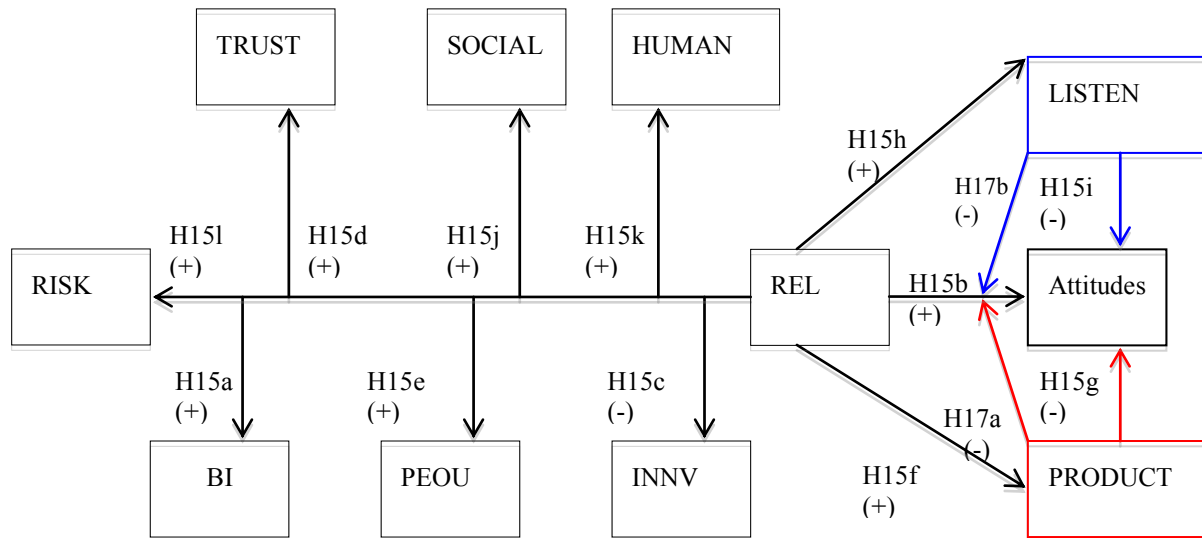 TRUST
SOCIAL
HUMAN
LISTEN
H15h
(+)
H17b
(-)
H15i
(-)
H15l
(+)
H15d
(+)
H15j
(+)
H15k
(+)
RISK
REL
H15b
(+)
Attitudes
H15a
(+)
H15e
(+)
H15c
(-)
H17a
(-)
H15g
(-)
BI
PEOU
INNV
H15f
(+)
PRODUCT